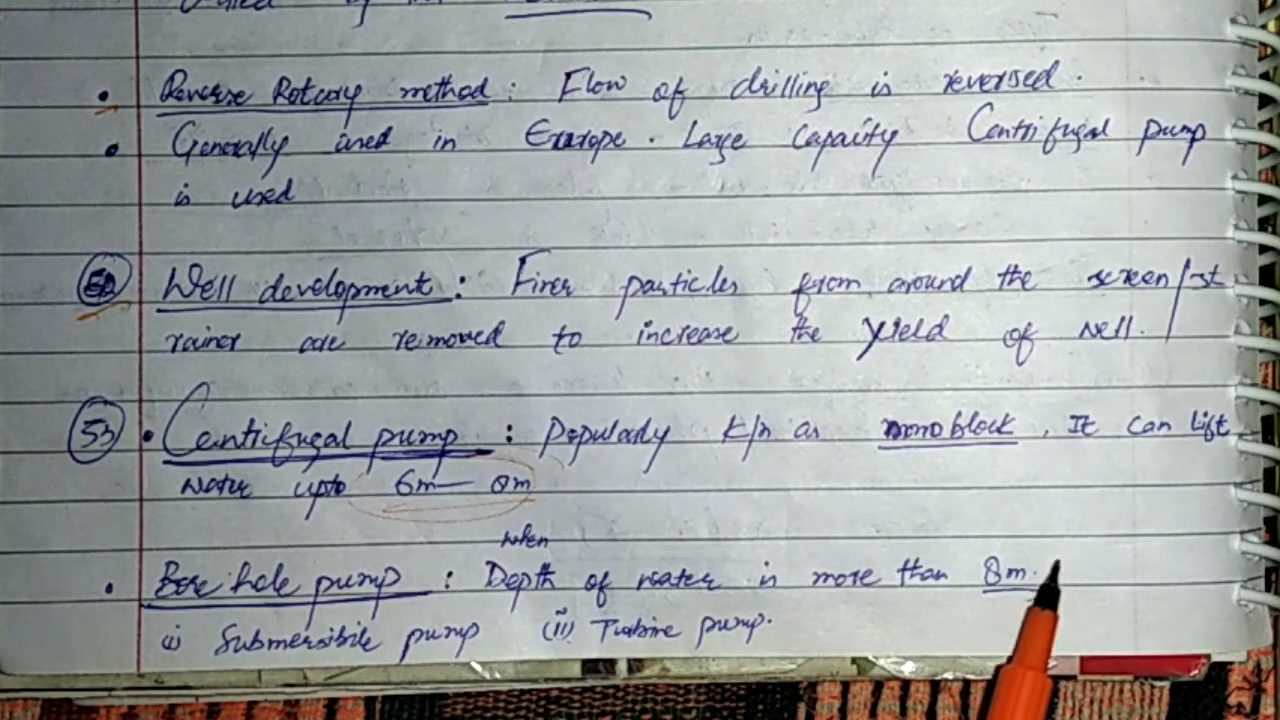 • Reverse Rotary method : Flow of drilling is reversed.
• Generally used in Europe. Large capacity Centrifugal pump
is used
Well development : Finer particles from around the screen/st
rainer are removed to increase the yield of well.
53 • Centrifugal pump : Popularly k/n as monoblock. It can lift
water upto 6m - 8m
when
• Bore hole pump : Depth of water is more than 8m.
(i) Submersibile pump (ii) Turbine pump.